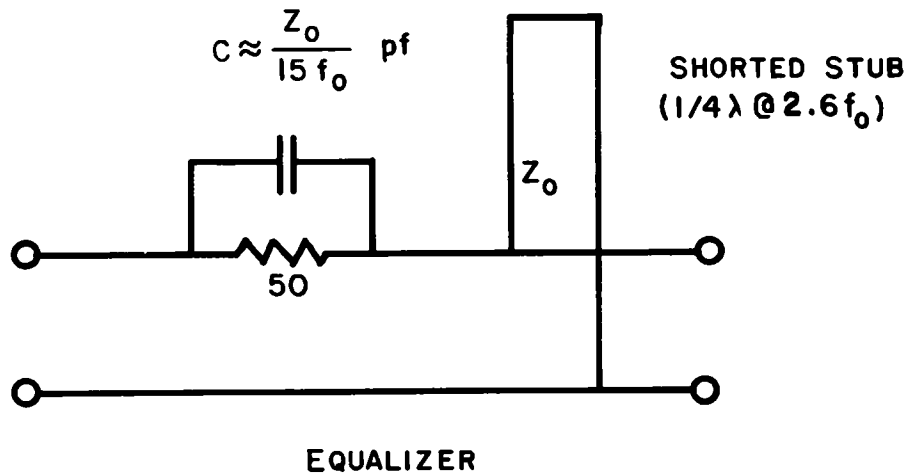 C ≈ Z₀ / 15 f₀ pf
SHORTED STUB
(1/4 λ @ 2.6 f₀)
Z₀
50
EQUALIZER